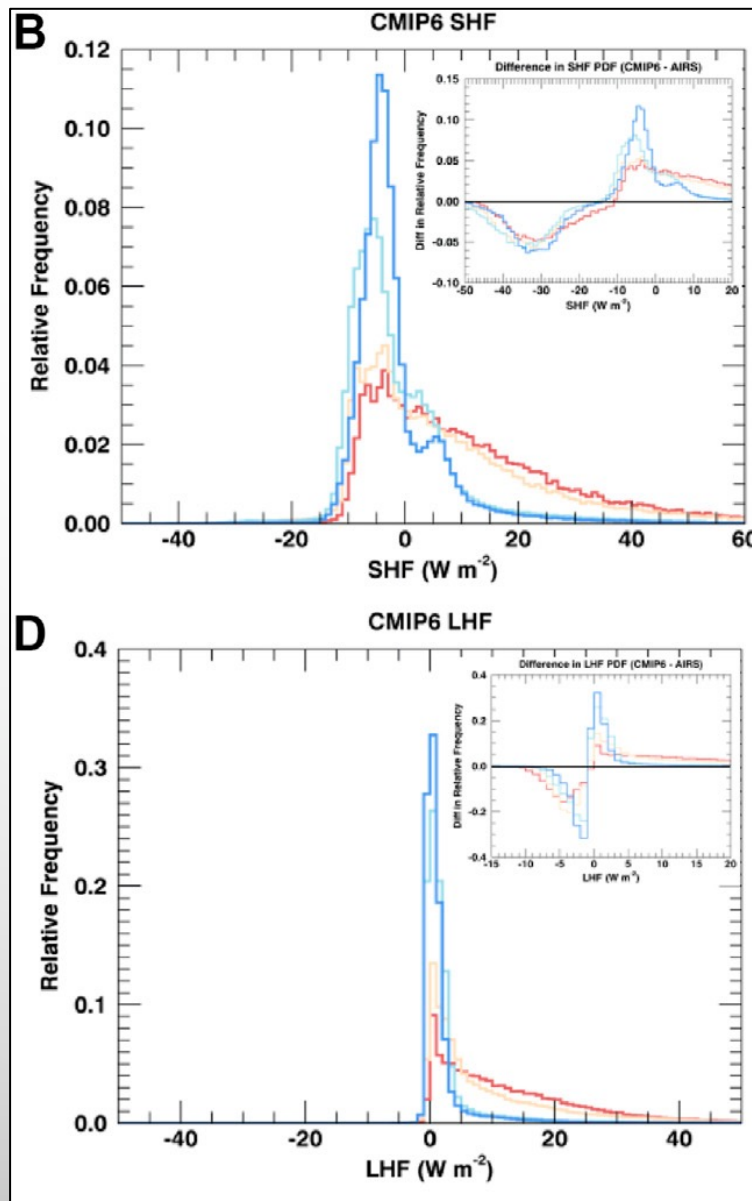 B
CMIP6 SHF
0.12
0.10
0.08
0.06
0.04
0.02
0.00
Relative Frequency
-40 -20 0 20 40 60
SHF (W m-2)
Difference in SHF PDF (CMIP6 - AIRS)
0.15
0.10
0.05
0.00
-0.05
-0.10
Diff in Relative Frequency
-50 -40 -30 -20 -10 0 10 20
SHF (W m-2)
D
CMIP6 LHF
0.4
0.3
0.2
0.1
0.0
Relative Frequency
-40 -20 0 20 40
LHF (W m-2)
Difference in LHF PDF (CMIP6 - AIRS)
0.4
0.2
0.0
-0.2
-0.4
Diff in Relative Frequency
-15 -10 -5 0 5 10 15 20
LHF (W m-2)